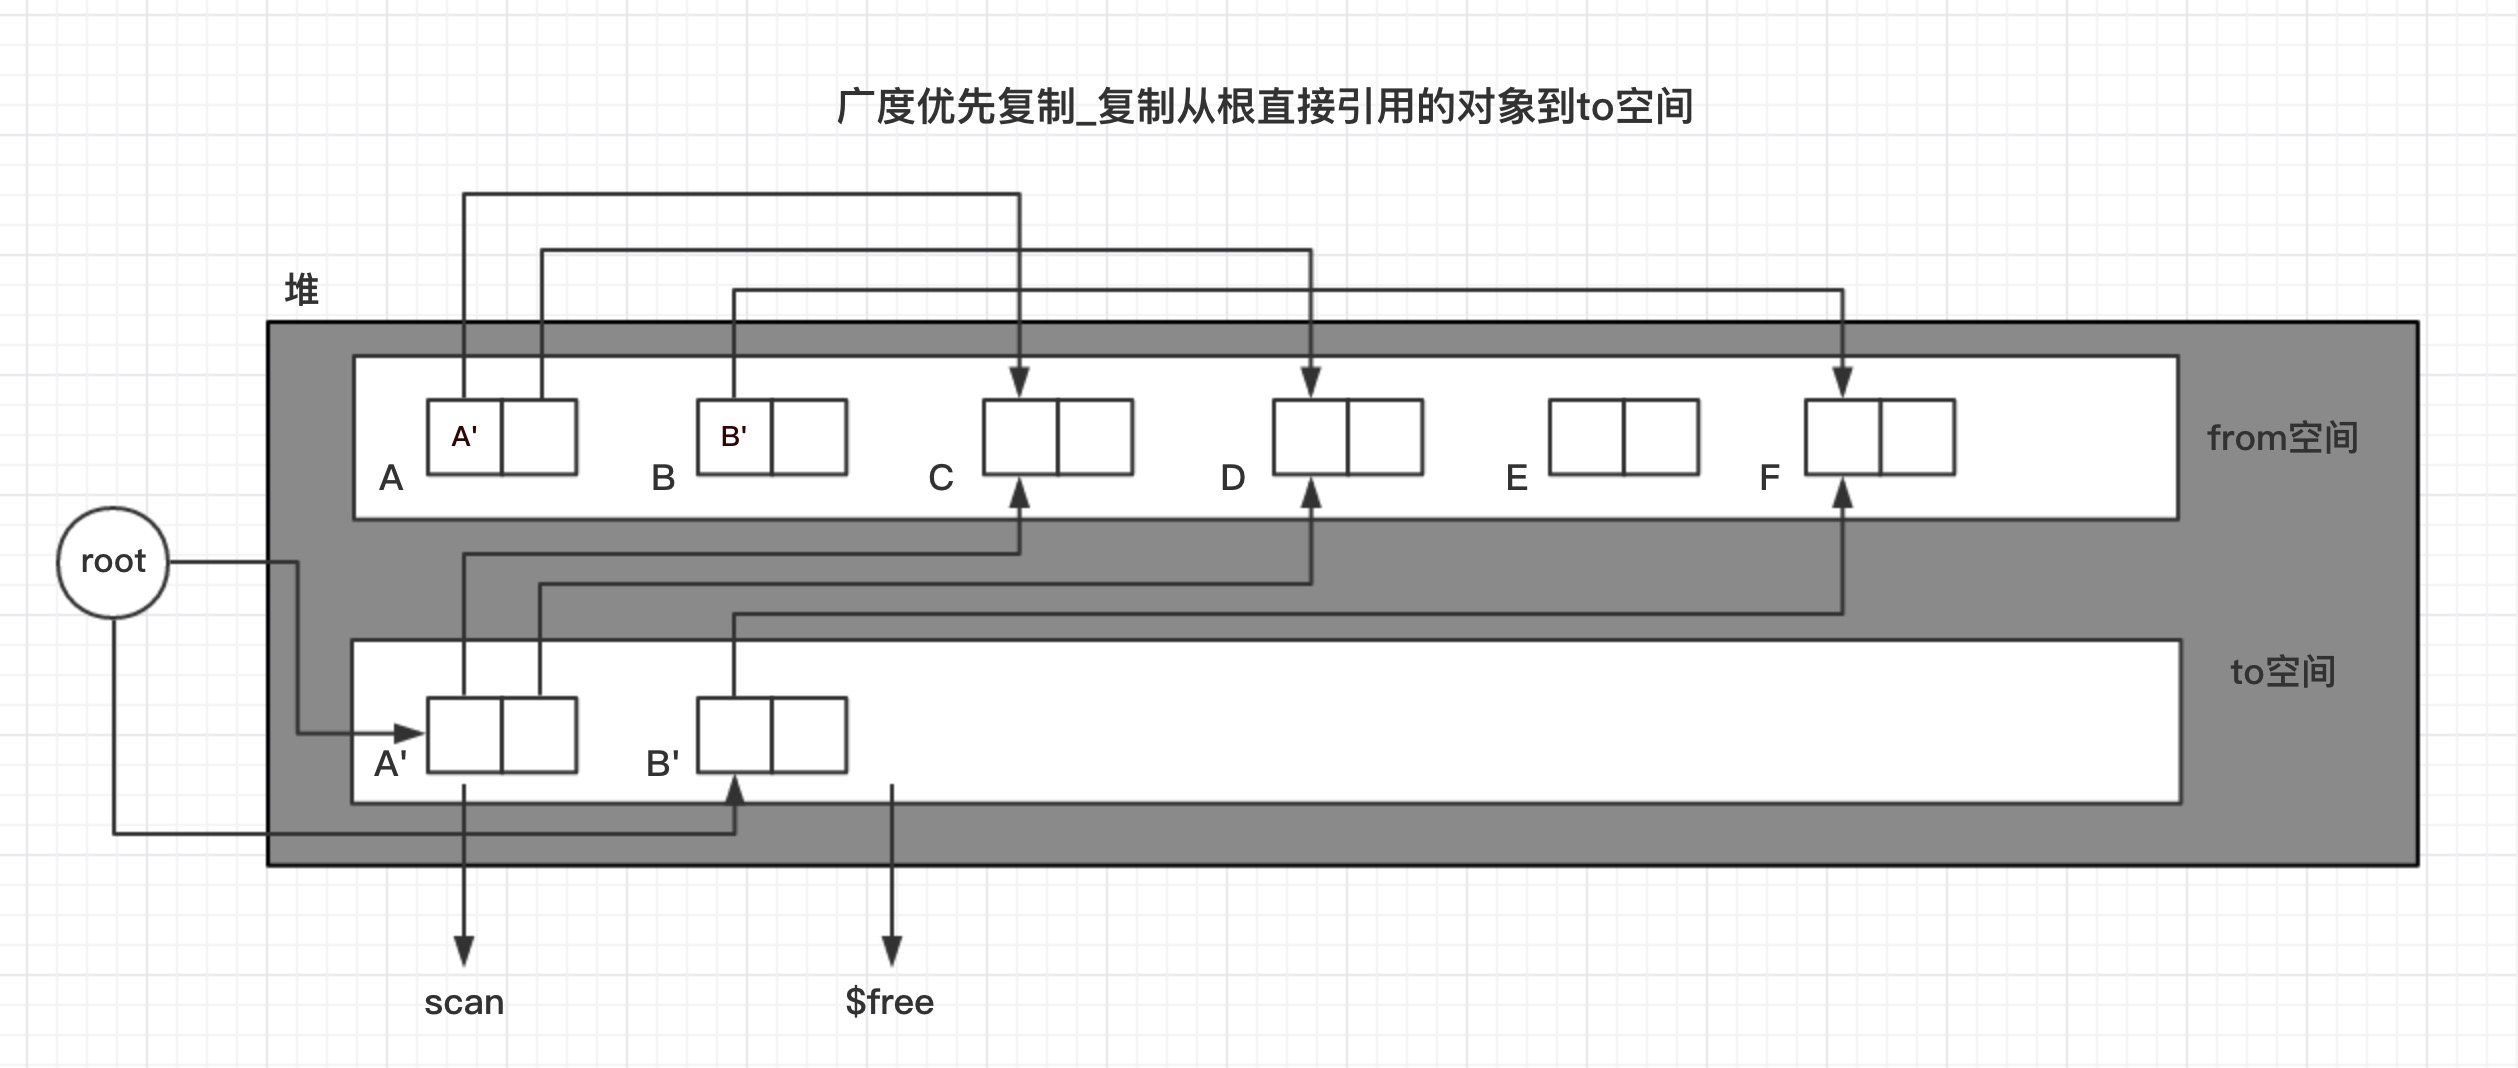 广度优先复制_复制从根直接引用的对象到to空间
堆
A'
B'
A
B
C
D
E
F
from空间
root
to空间
A'
B'
scan
$free